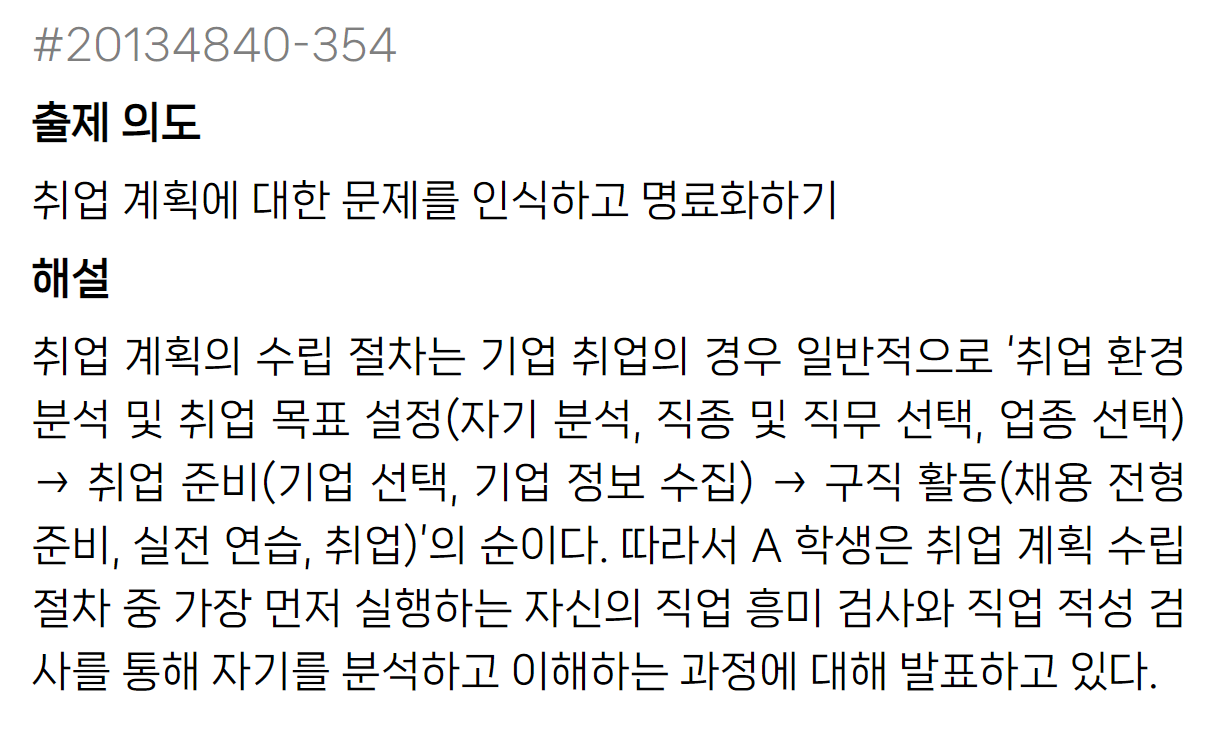 #20134840-354
출제 의도
취업 계획에 대한 문제를 인식하고 명료화하기
해설
취업 계획의 수립 절차는 기업 취업의 경우 일반적으로 '취업 환경
분석 및 취업 목표 설정(자기 분석, 직종 및 직무 선택, 업종 선택)
→ 취업 준비(기업 선택, 기업 정보 수집) → 구직 활동(채용 전형
준비, 실전 연습, 취업)'의 순이다. 따라서 A 학생은 취업 계획 수립
절차 중 가장 먼저 실행하는 자신의 직업 흥미 검사와 직업 적성 검
사를 통해 자기를 분석하고 이해하는 과정에 대해 발표하고 있다.